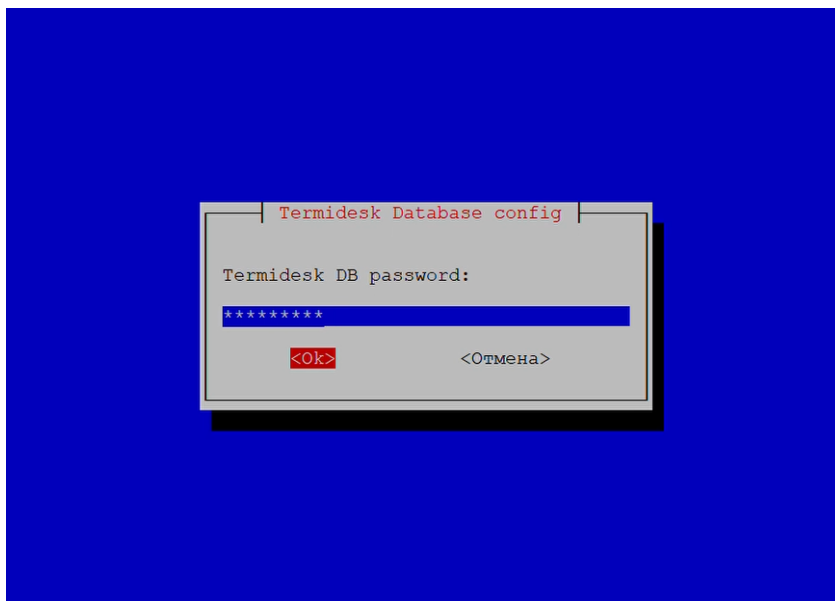 Termidesk Database config
Termidesk DB password:
*********
<Ok> <Отмена>